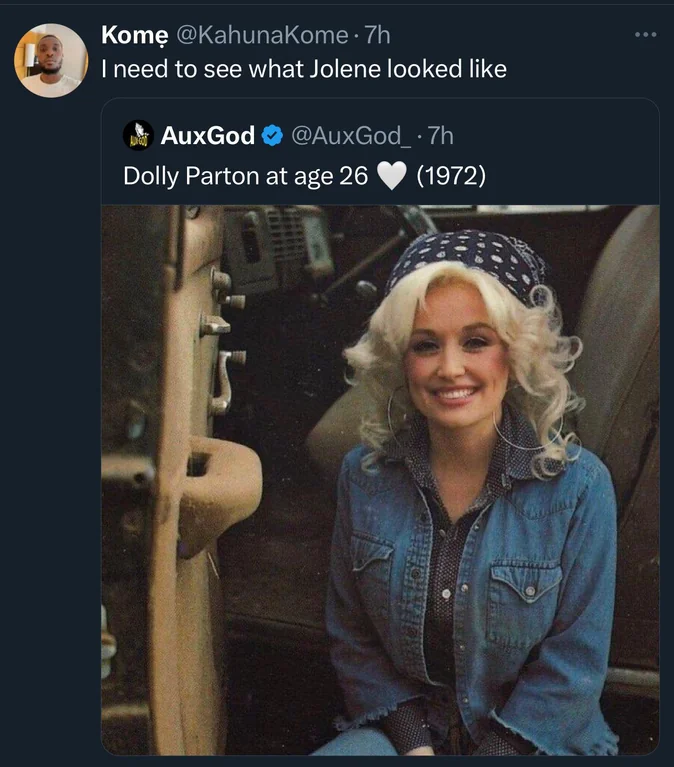 Komẹ @KahunaKome · 7h
I need to see what Jolene looked like
AuxGod @AuxGod_ · 7h
Dolly Parton at age 26 🤍 (1972)